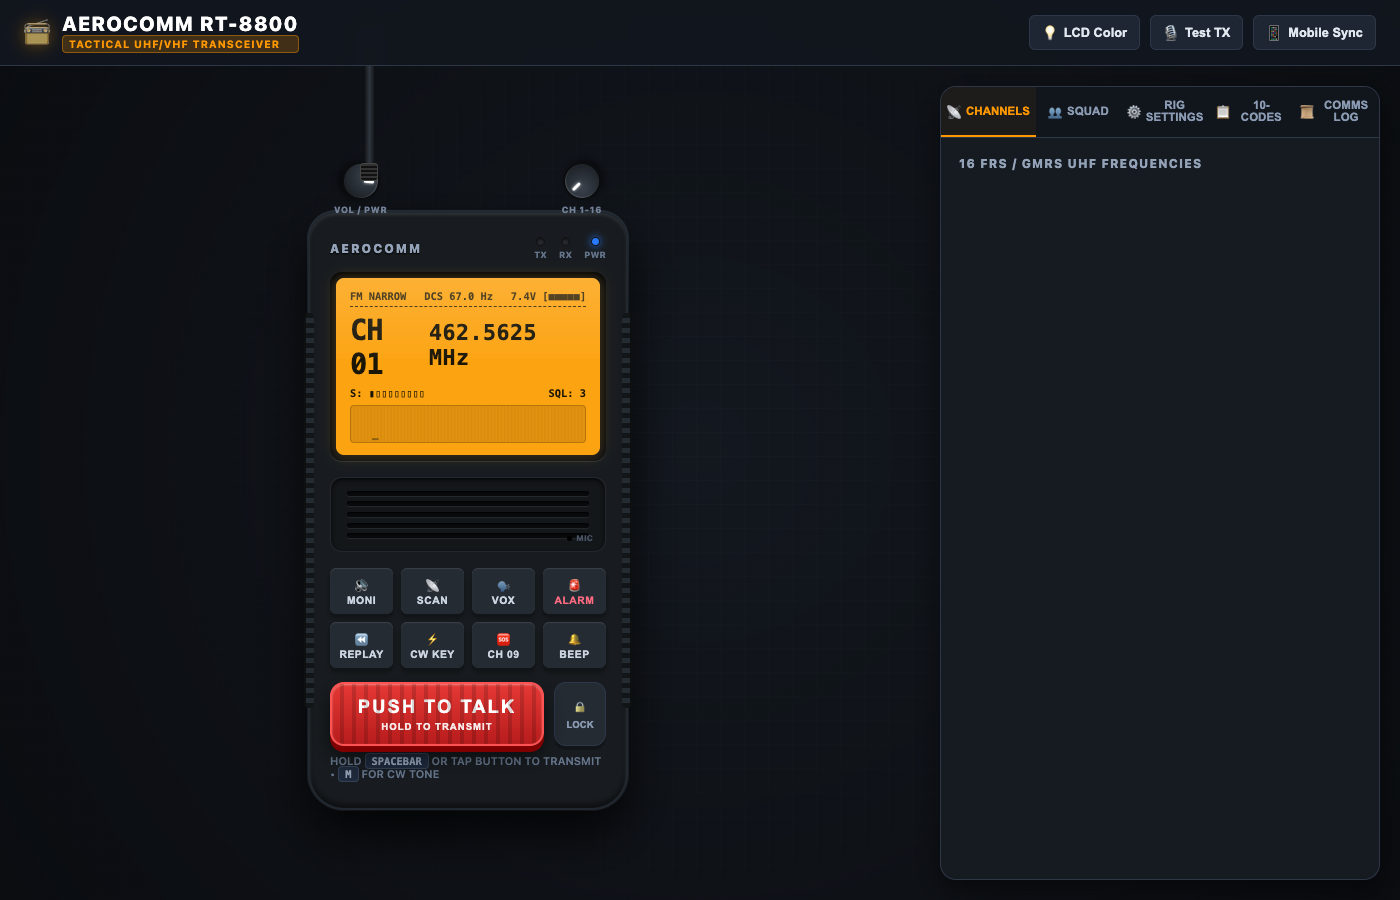 AEROCOMM RT-8800
TACTICAL UHF/VHF TRANSCEIVER
LCD Color
Test TX
Mobile Sync
VOL / PWR
CH 1-16
AEROCOMM
TX RX PWR
FM NARROW DCS 67.0 Hz 7.4V [■■■■■]
CH 01
462.5625 MHz
S: ▮▯▯▯▯▯▯▯▯ SQL: 3
_
MIC
MONI
SCAN
VOX
ALARM
REPLAY
CW KEY
SOS
CH 09
BEEP
PUSH TO TALK
HOLD TO TRANSMIT
LOCK
HOLD SPACEBAR OR TAP BUTTON TO TRANSMIT
• M FOR CW TONE
CHANNELS
SQUAD
RIG SETTINGS
10-CODES
COMMS LOG
16 FRS / GMRS UHF FREQUENCIES